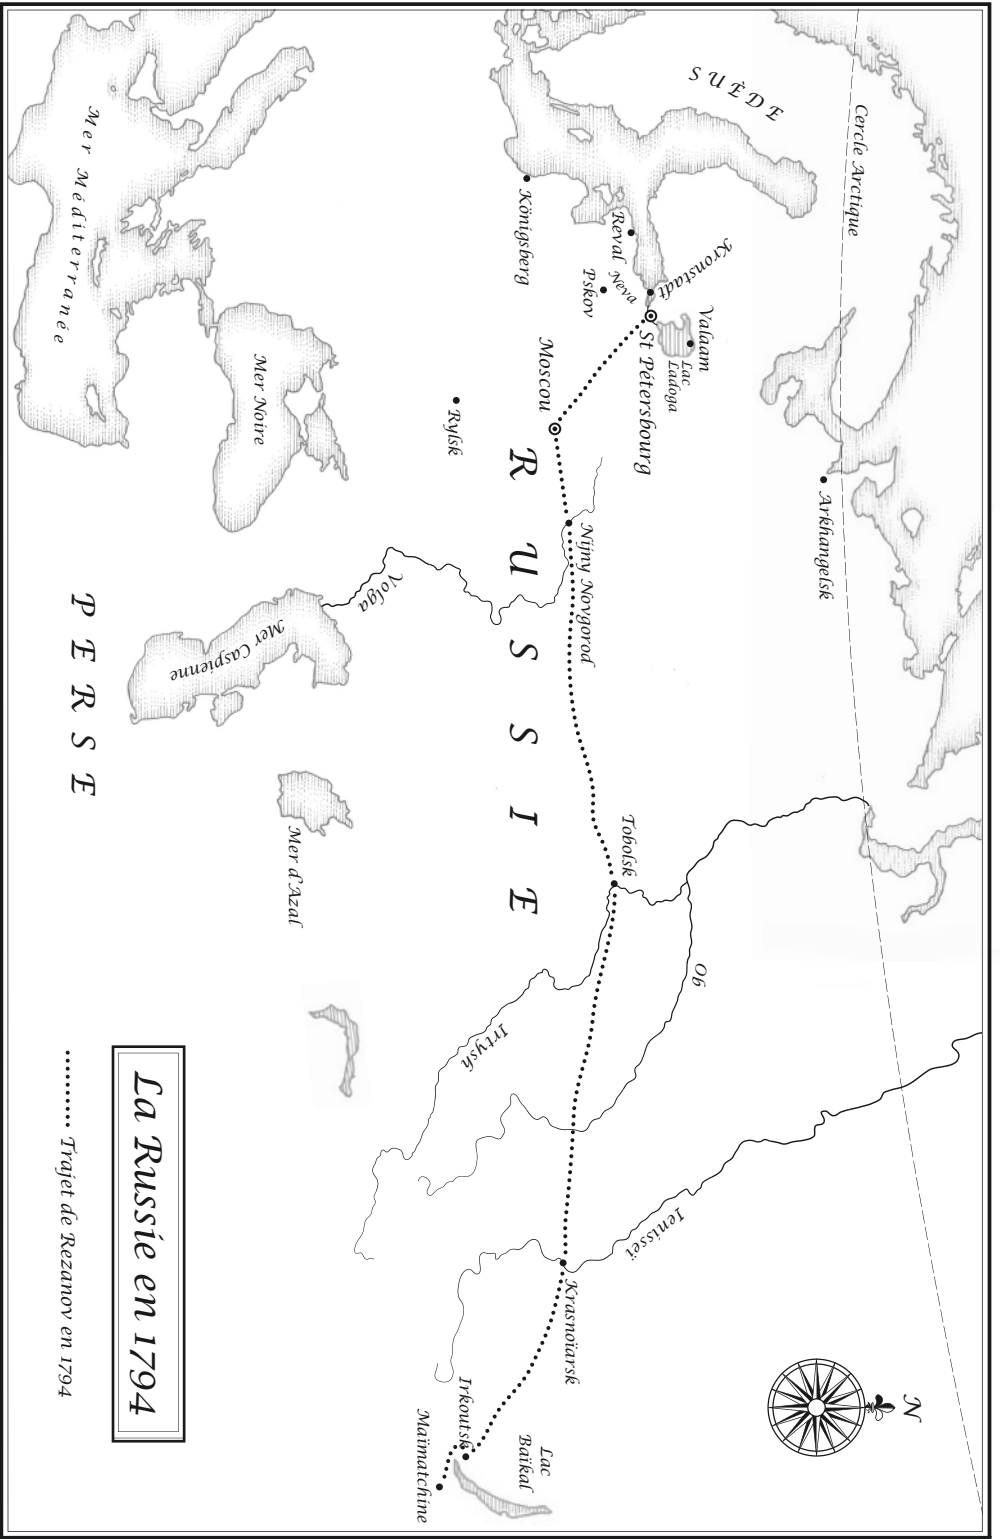 Cercle Arctique
SUÈDE
N
Kronstadt
Valaam
Lac
Ladoga
Reval
Neva
St Pétersbourg
Pskov
Königsberg
Arkhangelsk
Moscou
Rylsk
Nijny Novgorod
RUSSIE
Tobolsk
Ob
Irtysh
Ienisseï
Krasnoïarsk
Irkoutsk
Lac
Baïkal
Maïmatchine
Volga
Mer Méditerranée
Mer Noire
Mer Caspienne
Mer d'Azal
PERSE
La Russie en 1794
Trajet de Rezanov en 1794